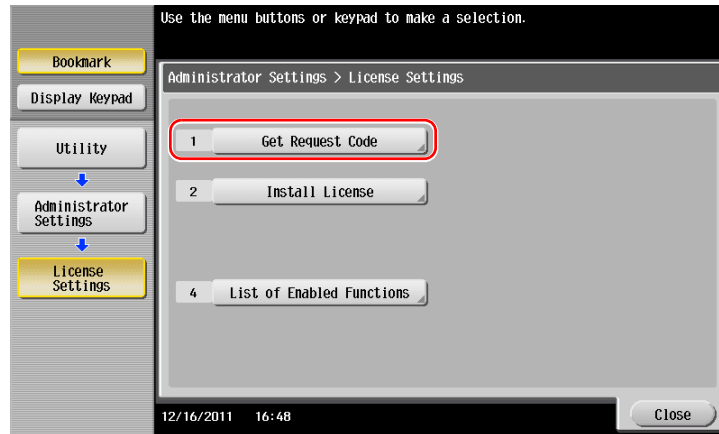 Use the menu buttons or keypad to make a selection.
Bookmark
Display Keypad
Utility
Administrator
Settings
License
Settings
Administrator Settings > License Settings
1 Get Request Code
2 Install License
4 List of Enabled Functions
12/16/2011 16:48
Close